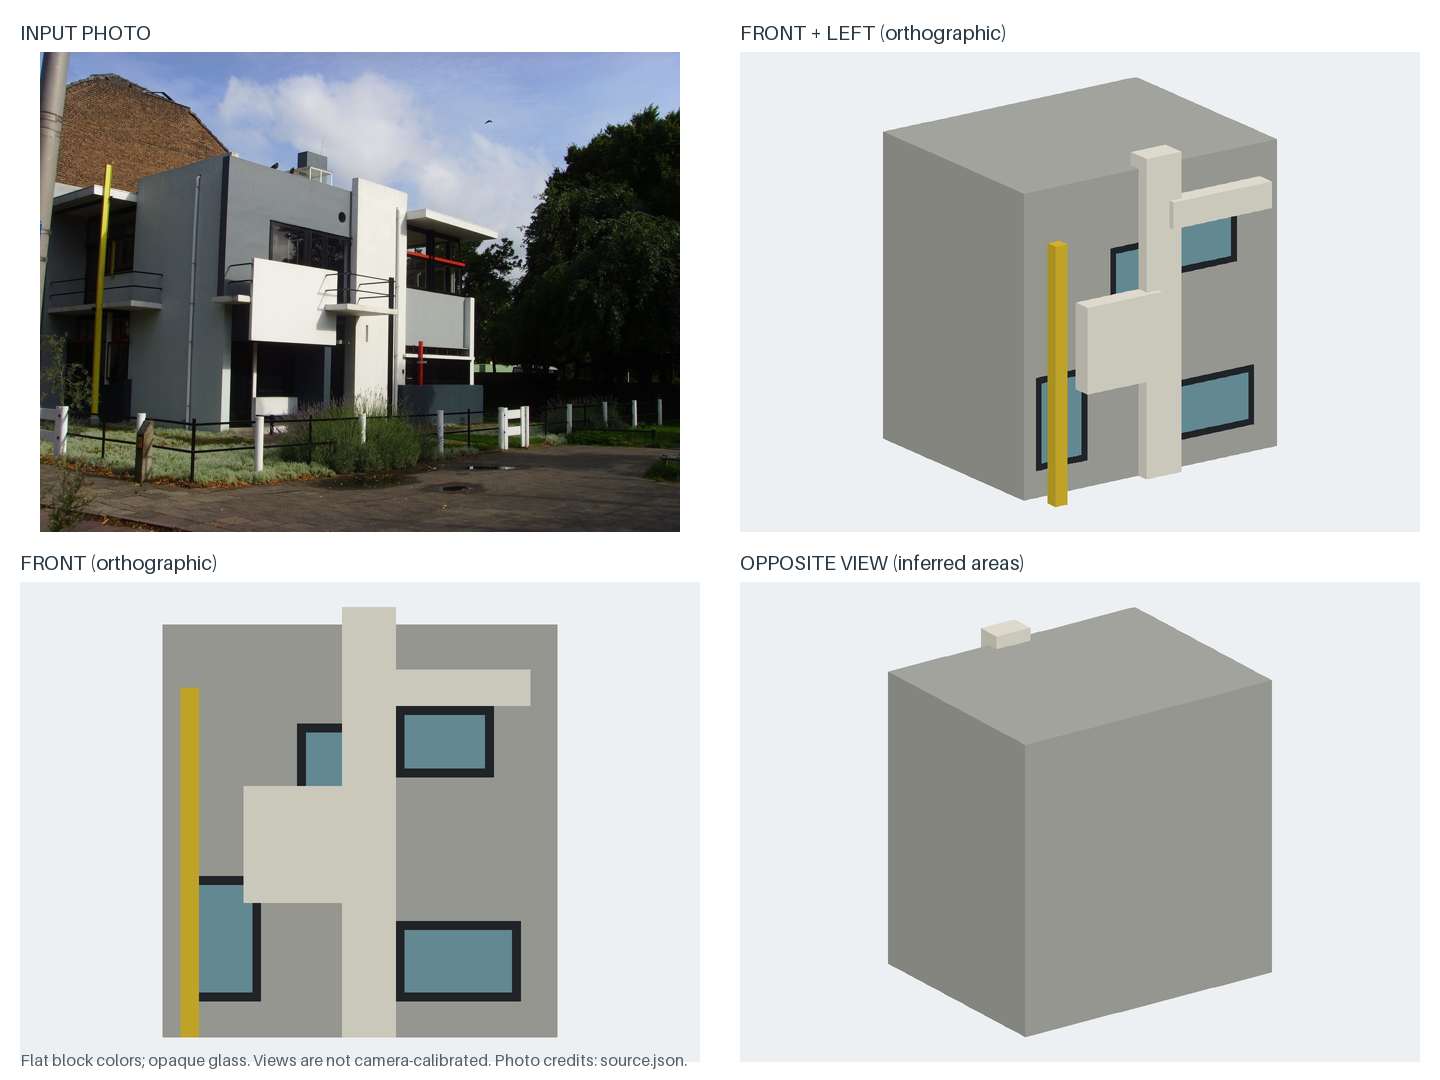 INPUT PHOTO
FRONT + LEFT (orthographic)
FRONT (orthographic)
OPPOSITE VIEW (inferred areas)
Flat block colors; opaque glass. Views are not camera-calibrated. Photo credits: source.json.